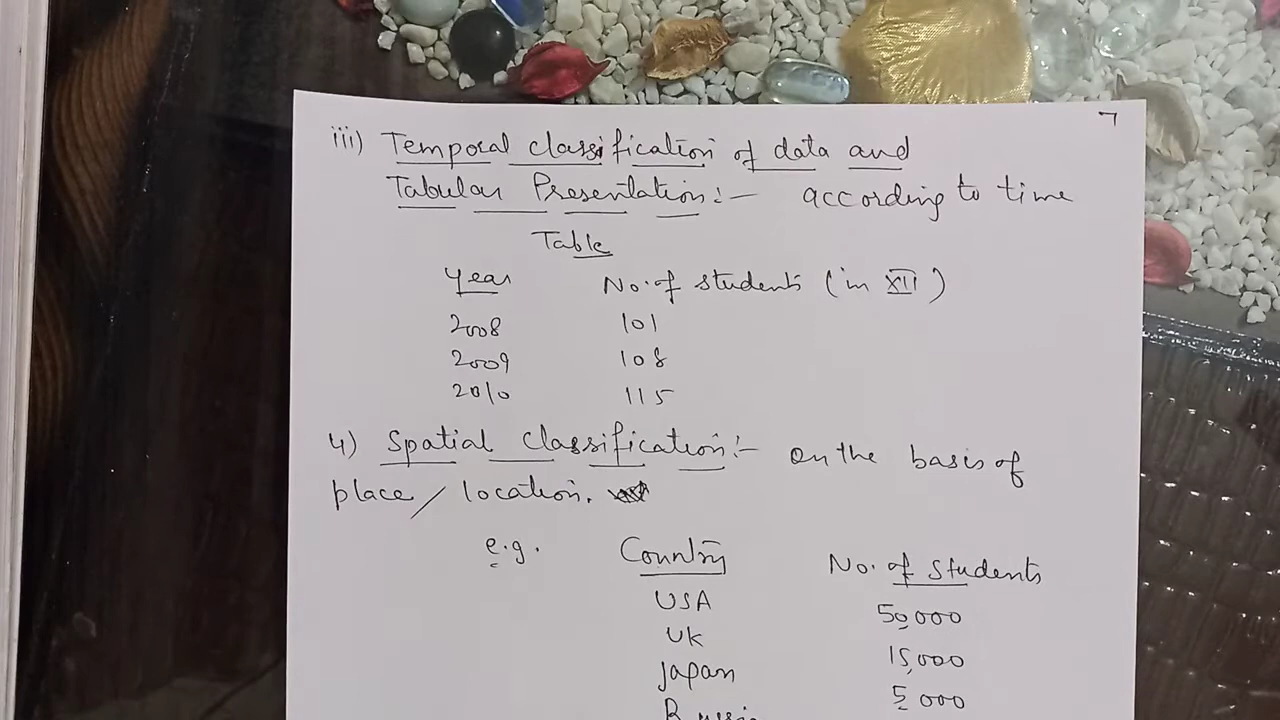 7
iii) Temporal classification of data and
Tabular Presentation:- according to time
Table
Year No. of students (in XII)
2008 101
2009 108
2010 115
4) Spatial Classification:- on the basis of
place/location.
e.g. Country No. of Students
USA 50,000
UK 15,000
Japan 5,000
Russia